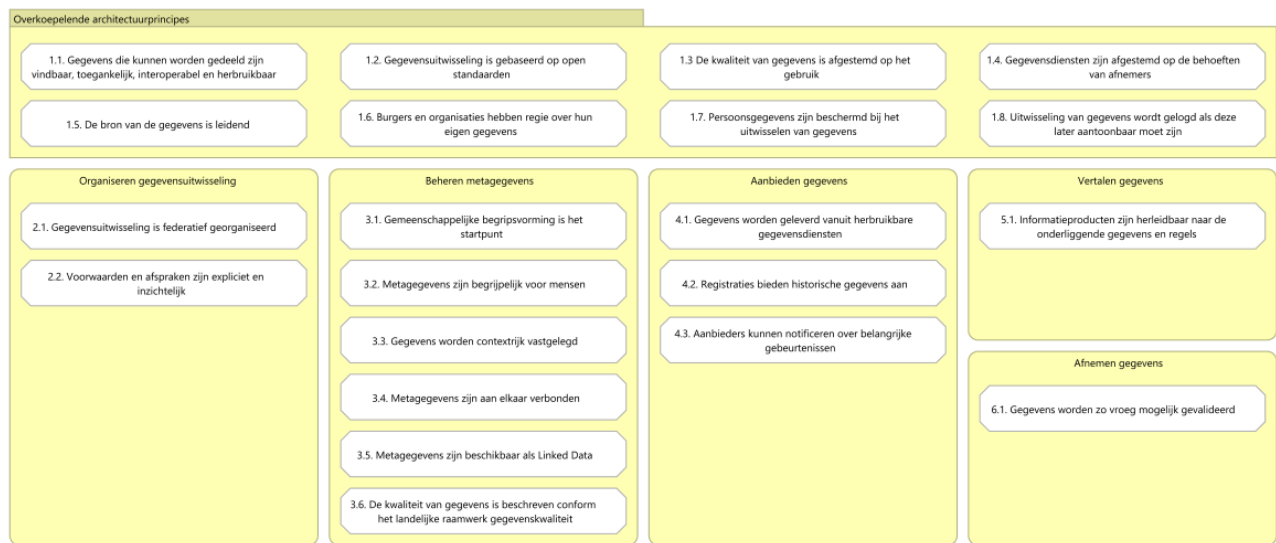 Overkoepelende architectuurprincipes
1.1. Gegevens die kunnen worden gedeeld zijn
vindbaar, toegankelijk, interoperabel en herbruikbaar
1.2. Gegevensuitwisseling is gebaseerd op open
standaarden
1.3 De kwaliteit van gegevens is afgestemd op het
gebruik
1.4. Gegevensdiensten zijn afgestemd op de behoeften
van afnemers
1.5. De bron van de gegevens is leidend
1.6. Burgers en organisaties hebben regie over hun
eigen gegevens
1.7. Persoonsgegevens zijn beschermd bij het
uitwisselen van gegevens
1.8. Uitwisseling van gegevens wordt gelogd als deze
later aantoonbaar moet zijn
Organiseren gegevensuitwisseling
2.1. Gegevensuitwisseling is federatief georganiseerd
2.2. Voorwaarden en afspraken zijn expliciet en
inzichtelijk
Beheren metagegevens
3.1. Gemeenschappelijke begripsvorming is het
startpunt
3.2. Metagegevens zijn begrijpelijk voor mensen
3.3. Gegevens worden contextrijk vastgelegd
3.4. Metagegevens zijn aan elkaar verbonden
3.5. Metagegevens zijn beschikbaar als Linked Data
3.6. De kwaliteit van gegevens is beschreven conform
het landelijke raamwerk gegevenskwaliteit
Aanbieden gegevens
4.1. Gegevens worden geleverd vanuit herbruikbare
gegevensdiensten
4.2. Registraties bieden historische gegevens aan
4.3. Aanbieders kunnen notificeren over belangrijke
gebeurtenissen
Vertalen gegevens
5.1. Informatieproducten zijn herleidbaar naar de
onderliggende gegevens en regels
Afnemen gegevens
6.1. Gegevens worden zo vroeg mogelijk gevalideerd